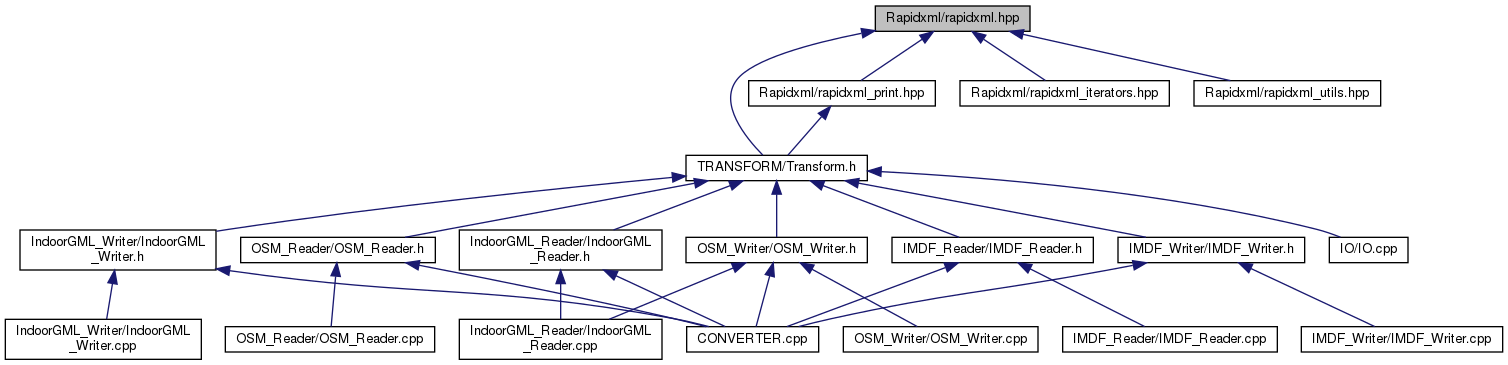 Rapidxml/rapidxml.hpp
Rapidxml/rapidxml_print.hpp
Rapidxml/rapidxml_iterators.hpp
Rapidxml/rapidxml_utils.hpp
TRANSFORM/Transform.h
IndoorGML_Writer/IndoorGML
_Writer.h
OSM_Reader/OSM_Reader.h
IndoorGML_Reader/IndoorGML
_Reader.h
OSM_Writer/OSM_Writer.h
IMDF_Reader/IMDF_Reader.h
IMDF_Writer/IMDF_Writer.h
IO/IO.cpp
IndoorGML_Writer/IndoorGML
_Writer.cpp
OSM_Reader/OSM_Reader.cpp
IndoorGML_Reader/IndoorGML
_Reader.cpp
CONVERTER.cpp
OSM_Writer/OSM_Writer.cpp
IMDF_Reader/IMDF_Reader.cpp
IMDF_Writer/IMDF_Writer.cpp